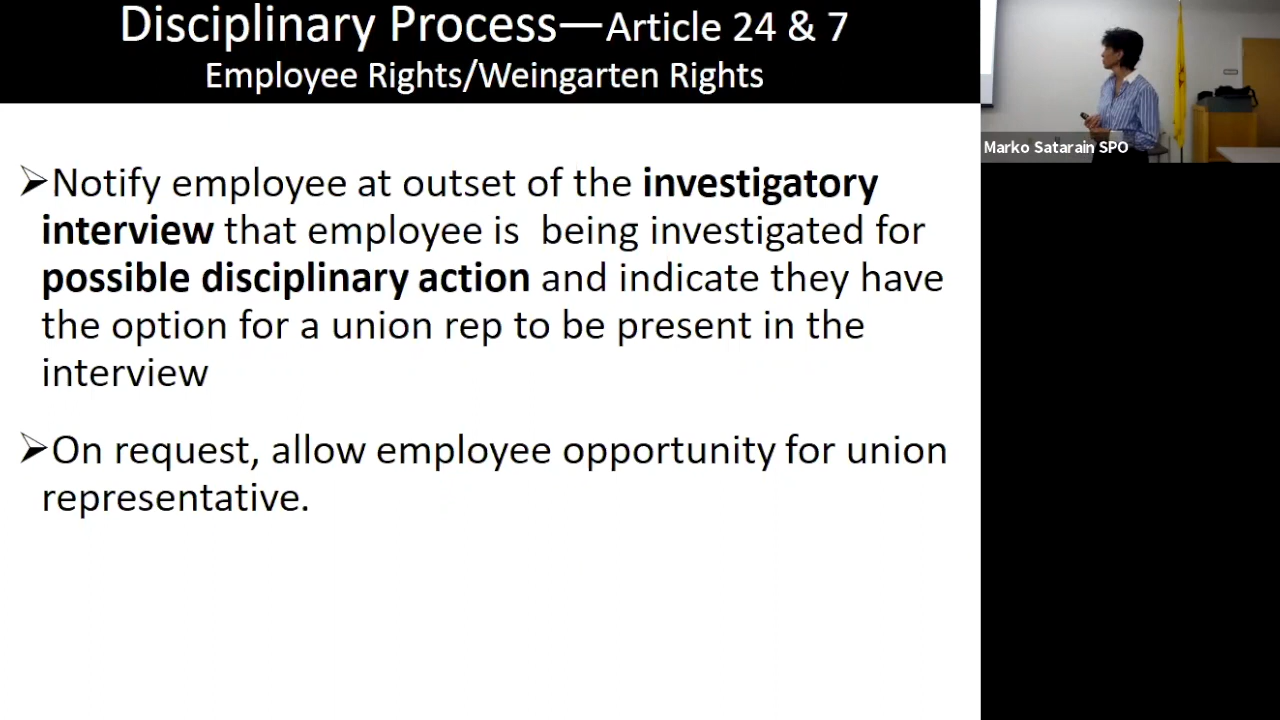 Disciplinary Process—Article 24 & 7
Employee Rights/Weingarten Rights
Marko Satarain SPO
➢Notify employee at outset of the investigatory
interview that employee is  being investigated for
possible disciplinary action and indicate they have
the option for a union rep to be present in the
interview
➢On request, allow employee opportunity for union
representative.